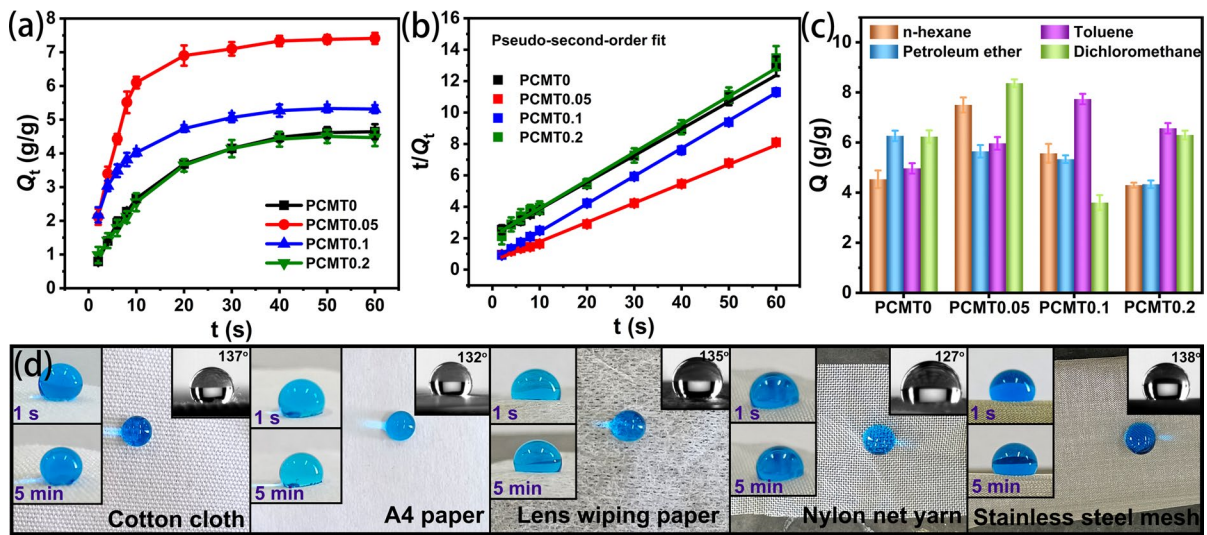 (a)
Qt (g/g)
8
7
6
5
4
3
2
1
0
PCMT0
PCMT0.05
PCMT0.1
PCMT0.2
0 10 20 30 40 50 60
t (s)
(b)
t/Qt
16
14
12
10
8
6
4
2
0
Pseudo-second-order fit
PCMT0
PCMT0.05
PCMT0.1
PCMT0.2
0 10 20 30 40 50 60
t (s)
(c)
Q (g/g)
10
8
6
4
2
0
n-hexane Toluene
Petroleum ether Dichloromethane
PCMT0 PCMT0.05 PCMT0.1 PCMT0.2
(d)
1 s
5 min
137°
Cotton cloth
1 s
5 min
132°
A4 paper
1 s
5 min
135°
Lens wiping paper
1 s
5 min
127°
Nylon net yarn
1 s
5 min
138°
Stainless steel mesh